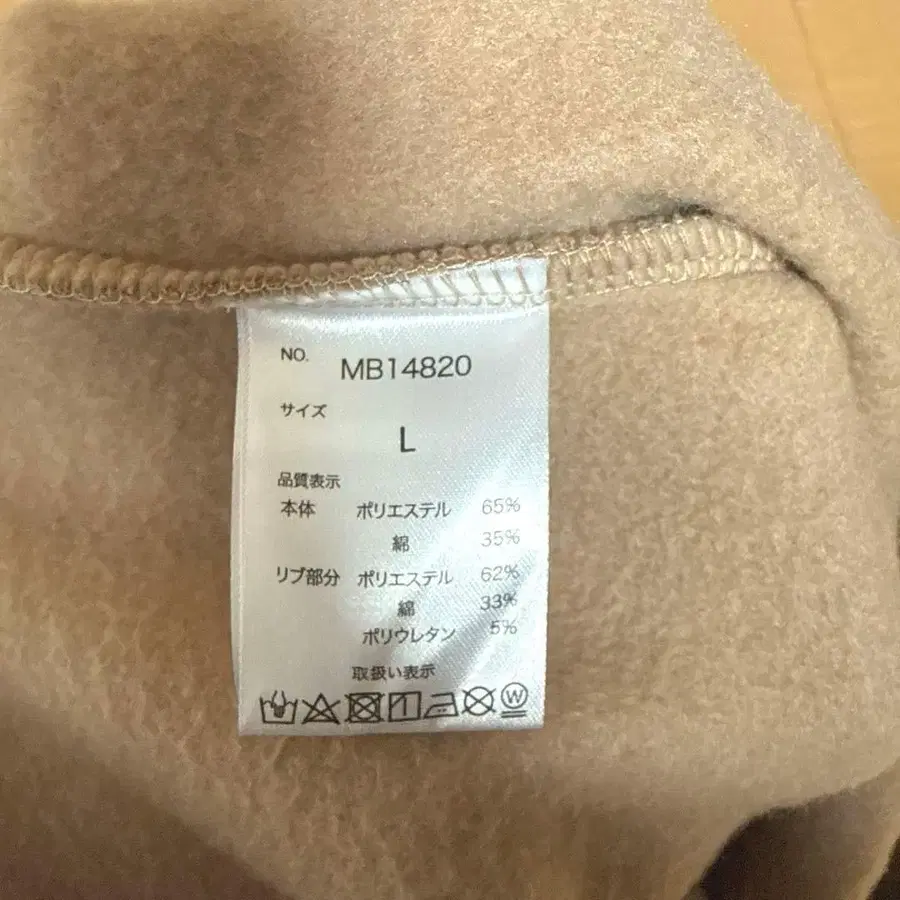 NO. MB14820
サイズ
L
品質表示
本体 ポリエステル 65%
綿 35%
リブ部分 ポリエステル 62%
綿 33%
ポリウレタン 5%
取扱い表示
W